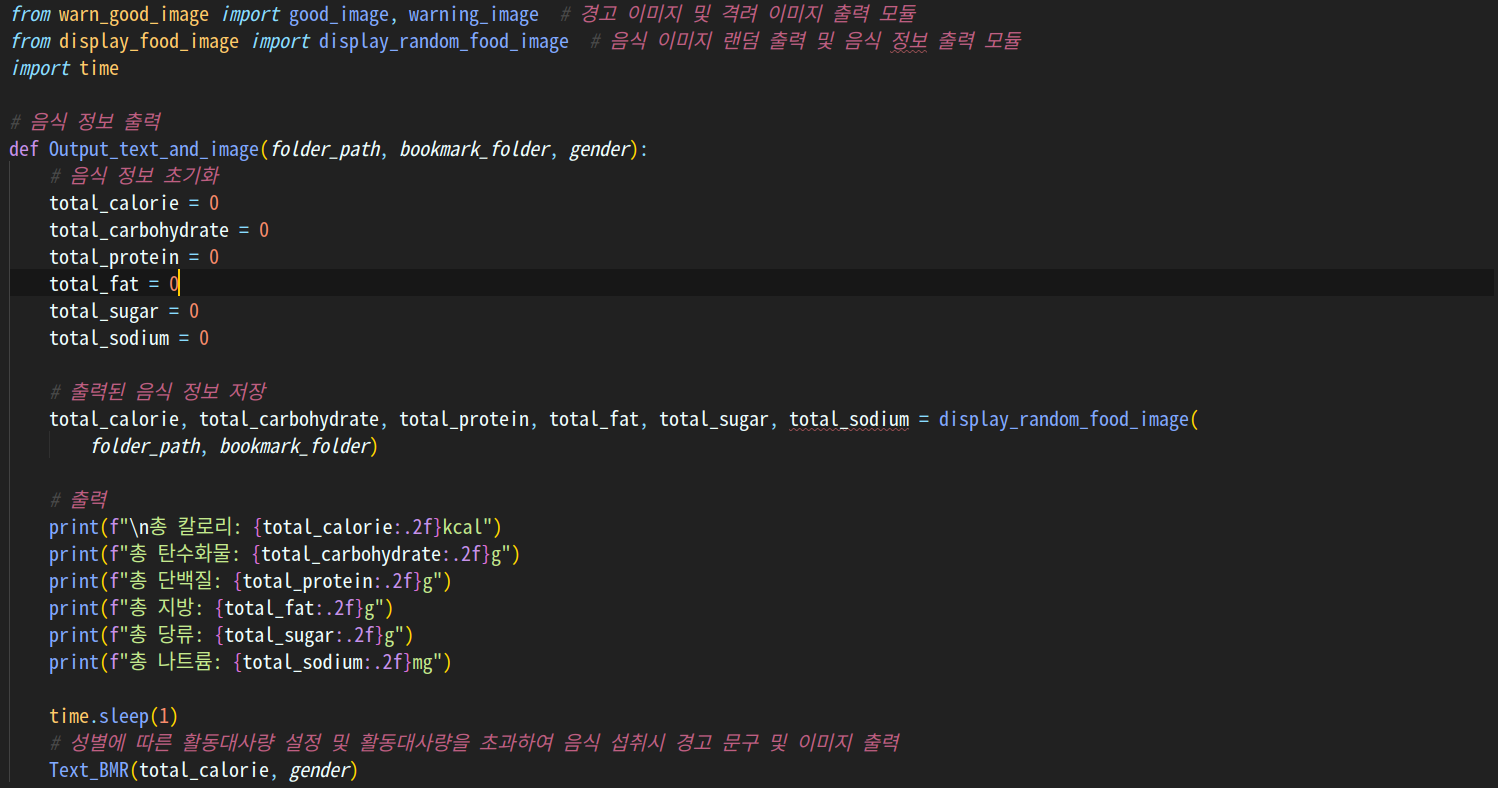 from warn_good_image import good_image, warning_image  # 경고 이미지 및 격려 이미지 출력 모듈
from display_food_image import display_random_food_image  # 음식 이미지 랜덤 출력 및 음식 정보 출력 모듈
import time

# 음식 정보 출력
def Output_text_and_image(folder_path, bookmark_folder, gender):
    # 음식 정보 초기화
    total_calorie = 0
    total_carbohydrate = 0
    total_protein = 0
    total_fat = 0
    total_sugar = 0
    total_sodium = 0

    # 출력된 음식 정보 저장
    total_calorie, total_carbohydrate, total_protein, total_fat, total_sugar, total_sodium = display_random_food_image(
        folder_path, bookmark_folder)

    # 출력
    print(f"\n총 칼로리: {total_calorie:.2f}kcal")
    print(f"총 탄수화물: {total_carbohydrate:.2f}g")
    print(f"총 단백질: {total_protein:.2f}g")
    print(f"총 지방: {total_fat:.2f}g")
    print(f"총 당류: {total_sugar:.2f}g")
    print(f"총 나트륨: {total_sodium:.2f}mg")

    time.sleep(1)
    # 성별에 따른 활동대사량 설정 및 활동대사량을 초과하여 음식 섭취시 경고 문구 및 이미지 출력
    Text_BMR(total_calorie, gender)